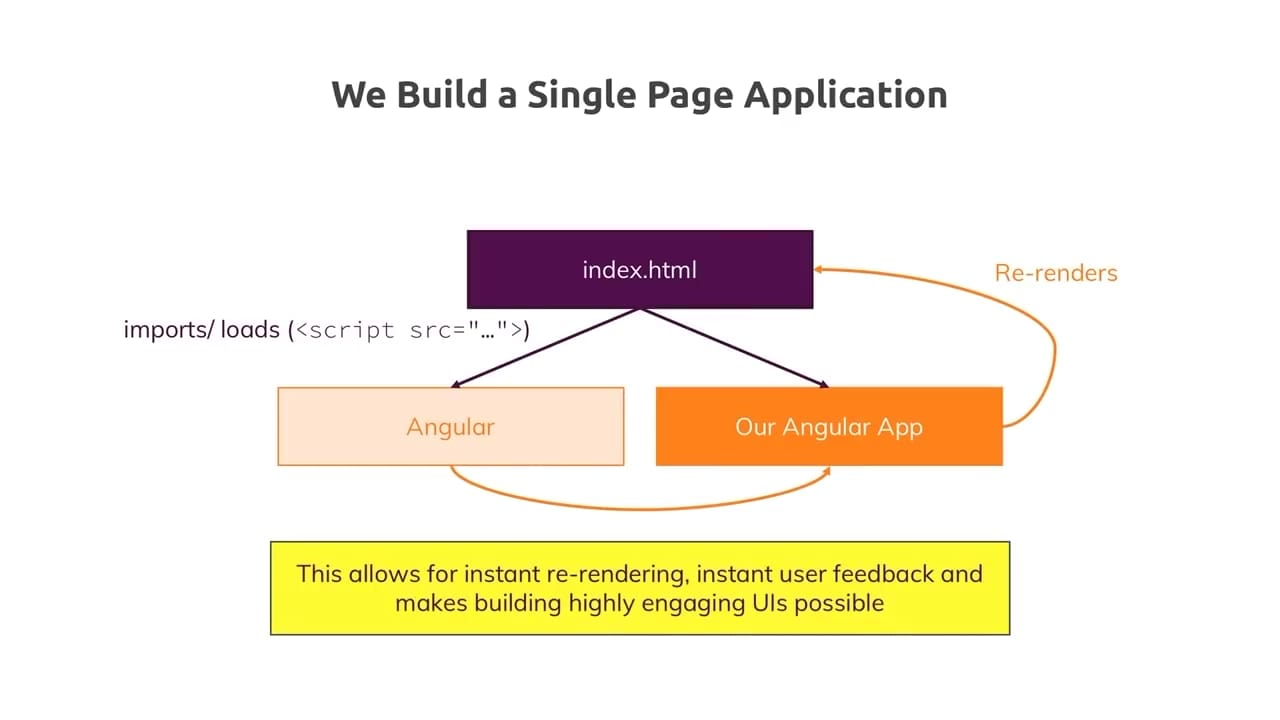 We Build a Single Page Application
index.html
Re-renders
imports/ loads (<script src="...">)
Angular
Our Angular App
This allows for instant re-rendering, instant user feedback and
makes building highly engaging UIs possible